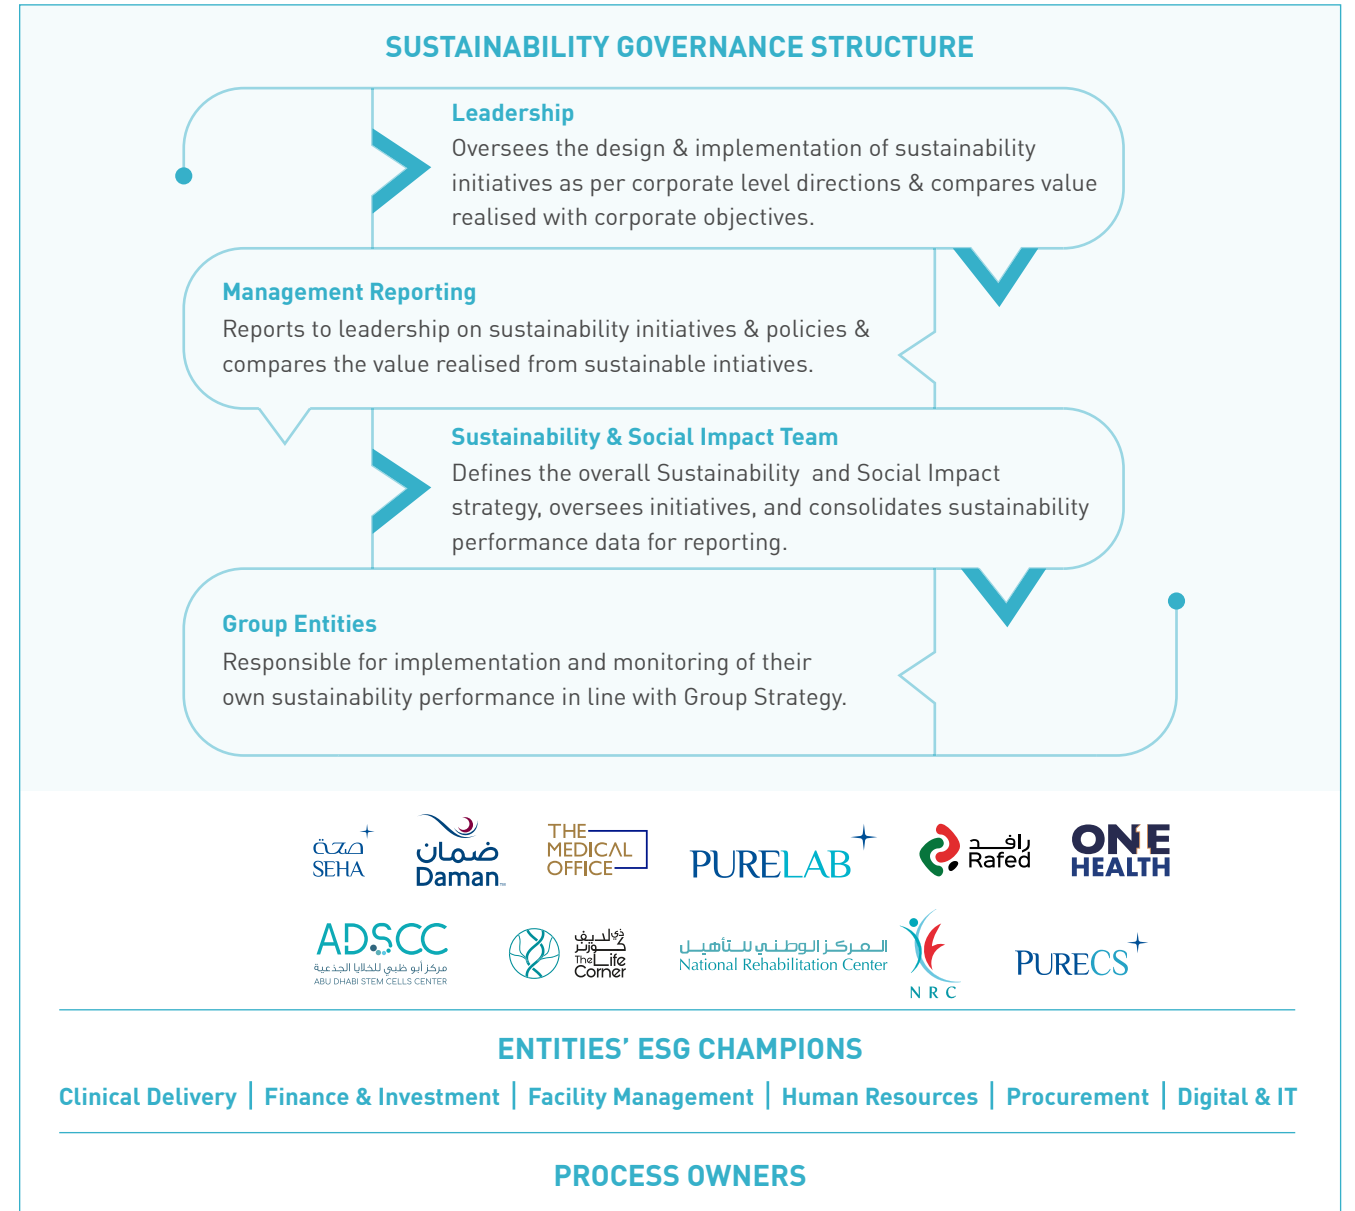 SUSTAINABILITY GOVERNANCE STRUCTURE
Leadership
Oversees the design & implementation of sustainability
initiatives as per corporate level directions & compares value
realised with corporate objectives.
Management Reporting
Reports to leadership on sustainability initiatives & policies &
compares the value realised from sustainable intiatives.
Sustainability & Social Impact Team
Defines the overall Sustainability and Social Impact
strategy, oversees initiatives, and consolidates sustainability
performance data for reporting.
Group Entities
Responsible for implementation and monitoring of their
own sustainability performance in line with Group Strategy.
صحة
SEHA
ضمان
Daman
THE
MEDICAL
OFFICE
PURELAB
رافد
Rafed
ONE
HEALTH
ADSCC
مركز أبو ظبي للخلايا الجذعية
ABU DHABI STEM CELLS CENTER
ذي لايف
كورنر
The Life
Corner
المركز الوطني للتأهيل
National Rehabilitation Center
NRC
PURECS
ENTITIES’ ESG CHAMPIONS
Clinical Delivery | Finance & Investment | Facility Management | Human Resources | Procurement | Digital & IT
PROCESS OWNERS